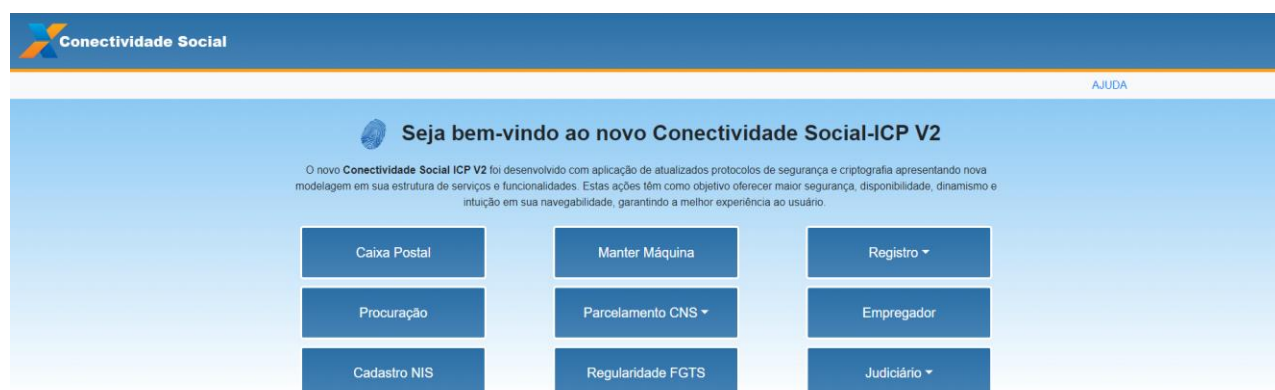 Conectividade Social
AJUDA
Seja bem-vindo ao novo Conectividade Social-ICP V2
O novo Conectividade Social ICP V2 foi desenvolvido com aplicação de atualizados protocolos de segurança e criptografia apresentando nova
modelagem em sua estrutura de serviços e funcionalidades. Estas ações têm como objetivo oferecer maior segurança, disponibilidade, dinamismo e
intuição em sua navegabilidade, garantindo a melhor experiência ao usuário.
Caixa Postal
Manter Máquina
Registro
Procuração
Parcelamento CNS
Empregador
Cadastro NIS
Regularidade FGTS
Judiciário